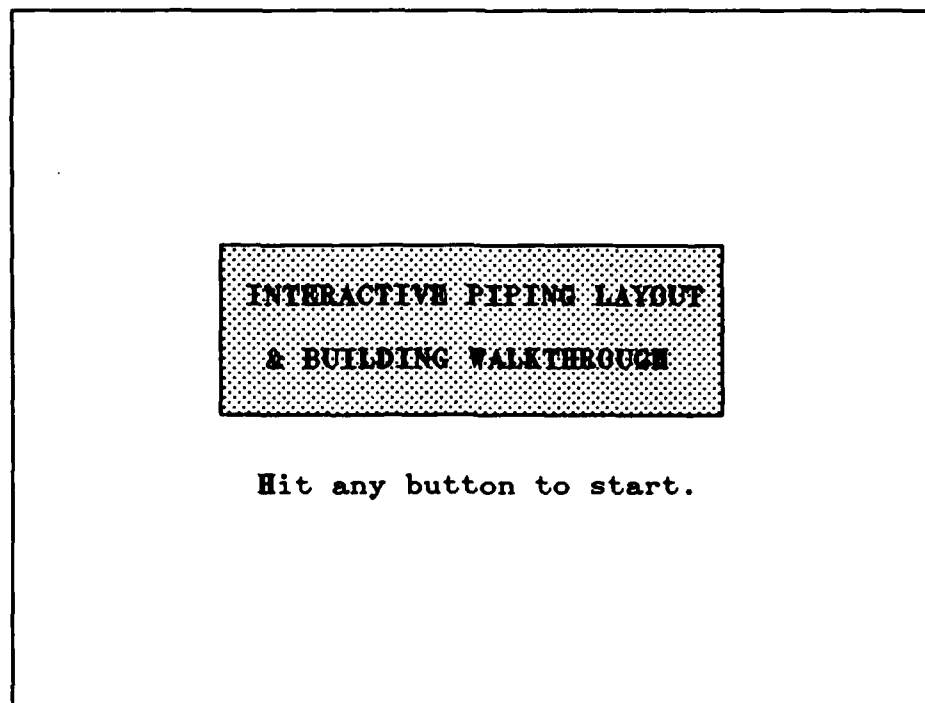 INTERACTIVE PIPING LAYOUT
& BUILDING WALKTHROUGH
Hit any button to start.